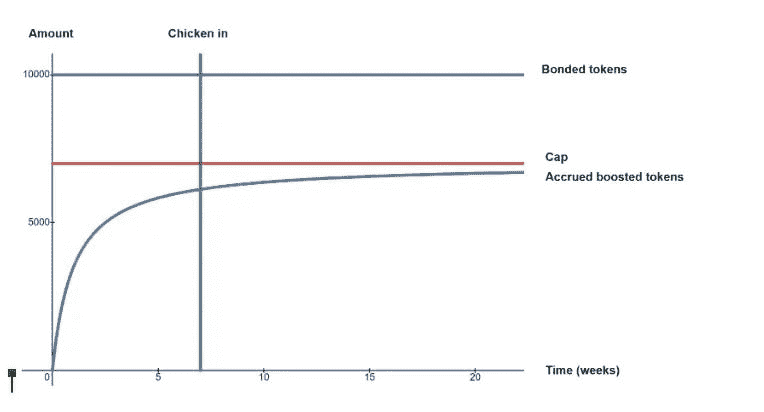 Amount
Chicken in
10000
Bonded tokens
Cap
Accrued boosted tokens
5000
0
5
10
15
20
Time (weeks)